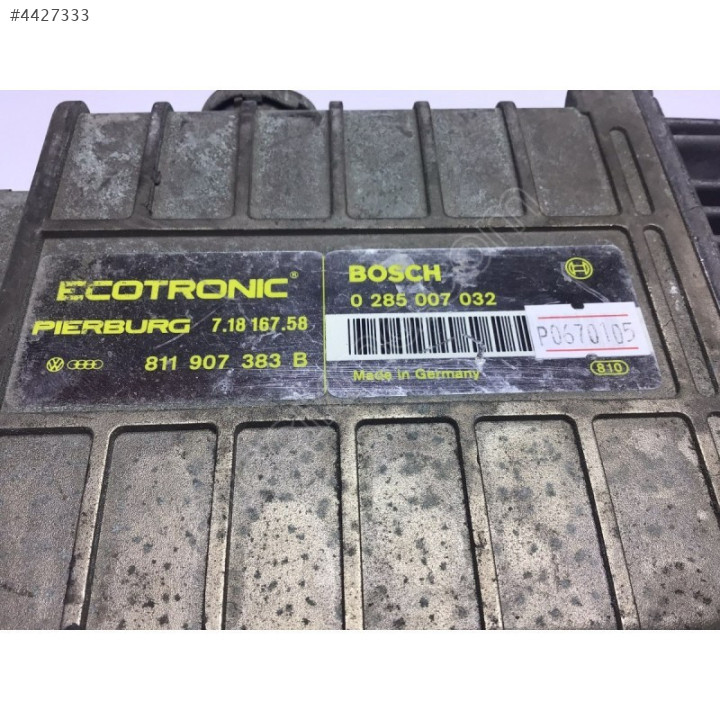 #4427333
ECOTRONIC®
PIERBURG 7.18 167.58
811 907 383 B
BOSCH
0 285 007 032
P0670105
Made in Germany
810